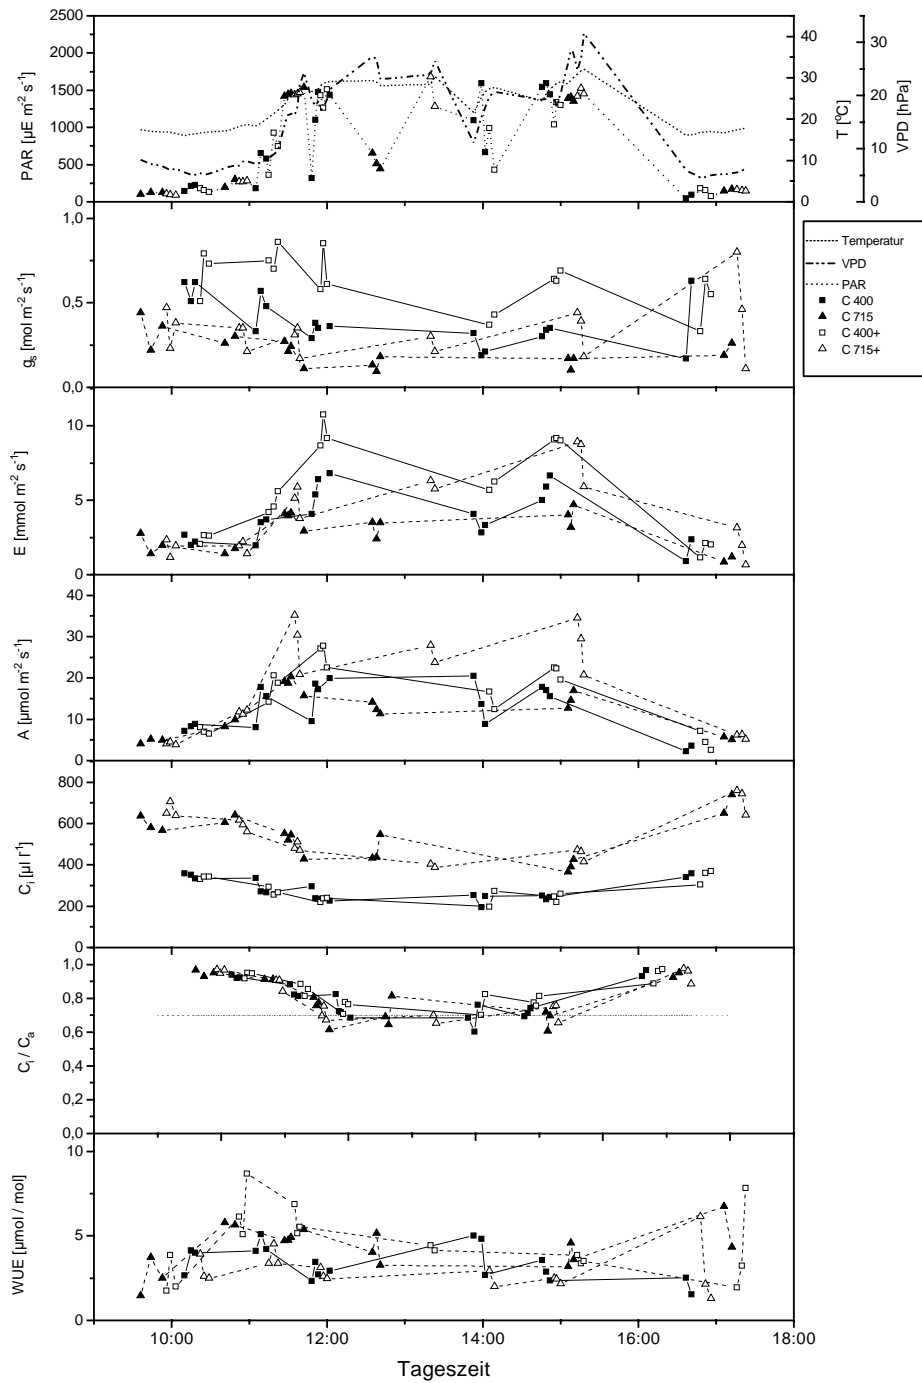 2500
2000
1500
1000
500
0
PAR [µE m⁻² s⁻¹]
40
30
20
10
0
T [°C]
30
20
10
0
VPD [hPa]
Temperatur
VPD
PAR
C 400
C 715
C 400+
C 715+
1,0
0,5
0,0
gₛ [mol m⁻² s⁻¹]
10
5
0
E [mmol m⁻² s⁻¹]
40
30
20
10
0
A [µmol m⁻² s⁻¹]
800
600
400
200
0
Cᵢ [µl l⁻¹]
1,0
0,8
0,6
0,4
0,2
0,0
Cᵢ / Cₐ
10
5
0
WUE [µmol / mol]
10:00 12:00 14:00 16:00 18:00
Tageszeit